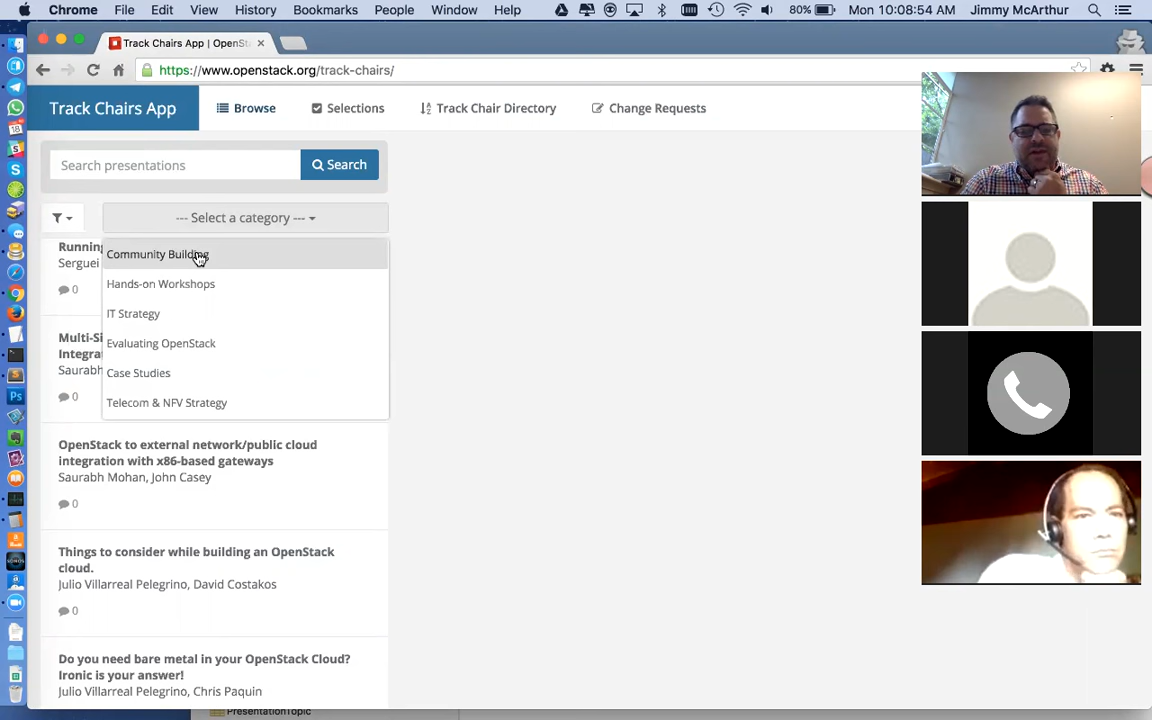 Chrome File Edit View History Bookmarks People Window Help 80% Mon 10:08:54 AM Jimmy McArthur
Track Chairs App | OpenSt
https://www.openstack.org/track-chairs/
Track Chairs App Browse Selections Track Chair Directory Change Requests
Search presentations Search
--- Select a category ---
Running
Serguei
0
Community Building
Hands-on Workshops
IT Strategy
Evaluating OpenStack
Case Studies
Telecom & NFV Strategy
Multi-Si
Integra
Saurabh
0
OpenStack to external network/public cloud
integration with x86-based gateways
Saurabh Mohan, John Casey
0
Things to consider while building an OpenStack
cloud.
Julio Villarreal Pelegrino, David Costakos
0
Do you need bare metal in your OpenStack Cloud?
Ironic is your answer!
Julio Villarreal Pelegrino, Chris Paquin
PresentationTopic